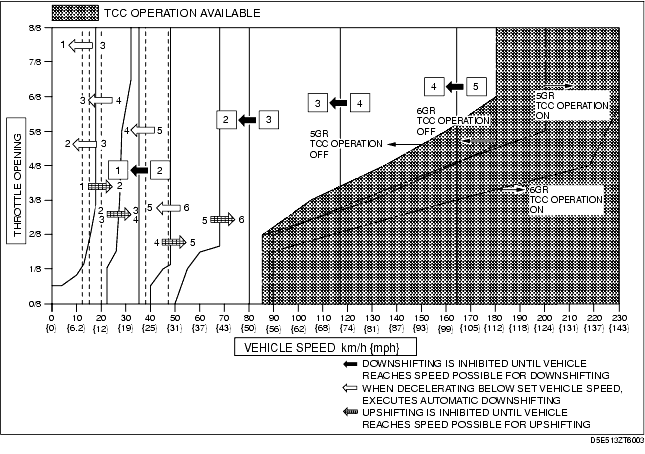 TCC OPERATION AVAILABLE
8/8
7/8
6/8
5/8
4/8
3/8
2/8
1/8
0/8
THROTTLE OPENING
1 3
3 4
2 3
4 5
1 2
1 2
2 3
3 4
5 6
4 5
5 6
2 3
3 4
4 5
5GR
TCC OPERATION
OFF
6GR
TCC OPERATION
OFF
5GR
TCC OPERATION
ON
6GR
TCC OPERATION
ON
0 10 20 30 40 50 60 70 80 90 100 110 120 130 140 150 160 170 180 190 200 210 220 230
{0} {6.2} {12} {19} {25} {31} {37} {43} {50} {56} {62} {68} {74} {81} {87} {93} {99} {105} {112} {118} {124} {131} {137} {143}
VEHICLE SPEED km/h {mph}
DOWNSHIFTING IS INHIBITED UNTIL VEHICLE
REACHES SPEED POSSIBLE FOR DOWNSHIFTING
WHEN DECELERATING BELOW SET VEHICLE SPEED,
EXECUTES AUTOMATIC DOWNSHIFTING
UPSHIFTING IS INHIBITED UNTIL VEHICLE
REACHES SPEED POSSIBLE FOR UPSHIFTING
D5E513ZT6003